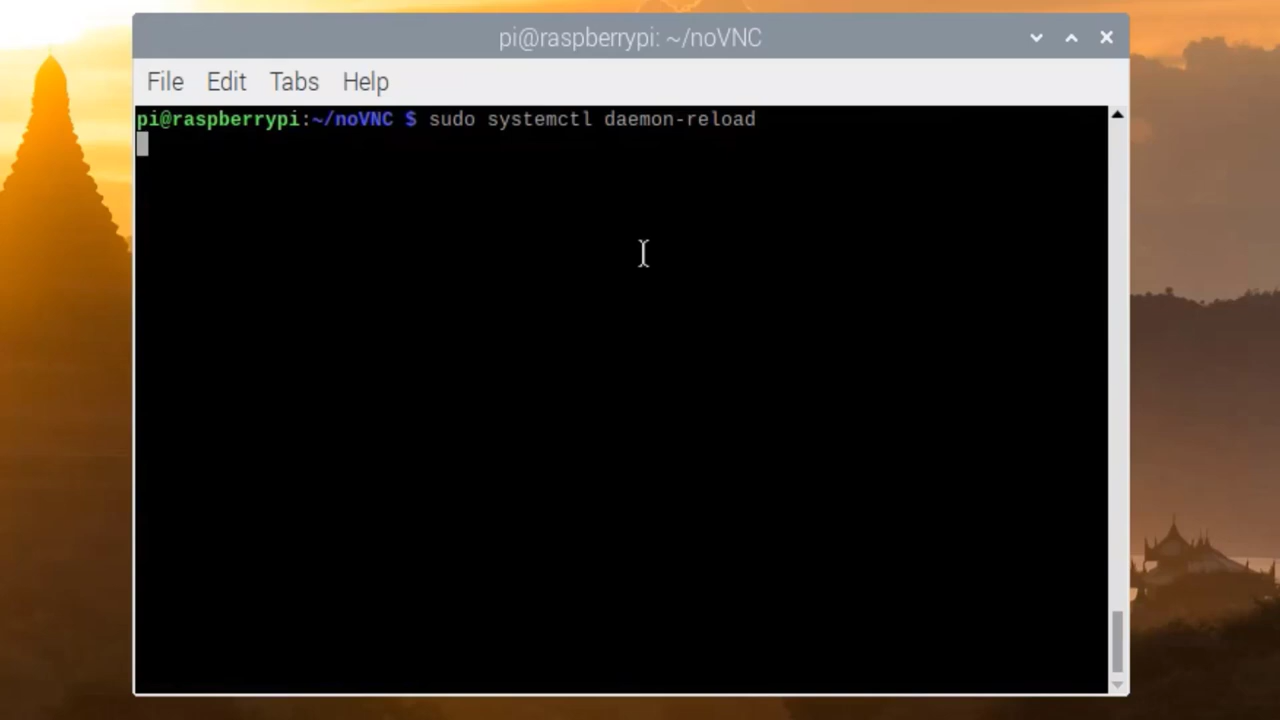 pi@raspberrypi: ~/noVNC
File Edit Tabs Help
pi@raspberrypi:~/noVNC $ sudo systemctl daemon-reload